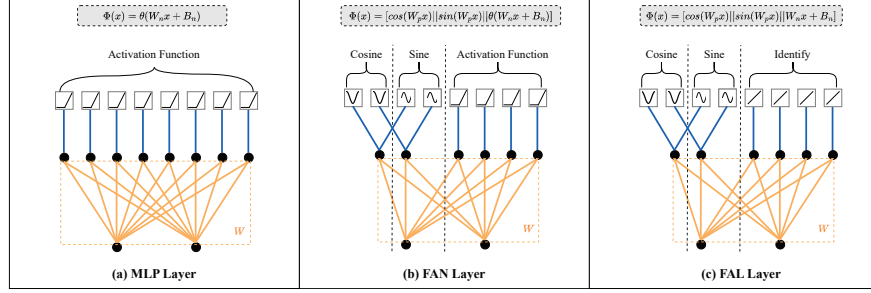 Φ(x) = θ(W_n x + B_n)
Activation Function
W
(a) MLP Layer
Φ(x) = [cos(W_p x)||sin(W_p x)||θ(W_n x + B_n)]
Cosine Sine Activation Function
W
(b) FAN Layer
Φ(x) = [cos(W_p x)||sin(W_p x)||W_n x + B_n]
Cosine Sine Identify
W
(c) FAL Layer